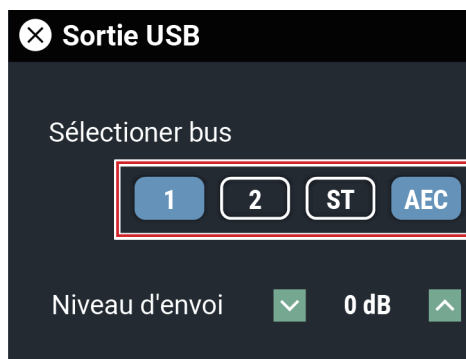 Sortie USB
Sélectioner bus
1 2 ST AEC
Niveau d'envoi 0 dB